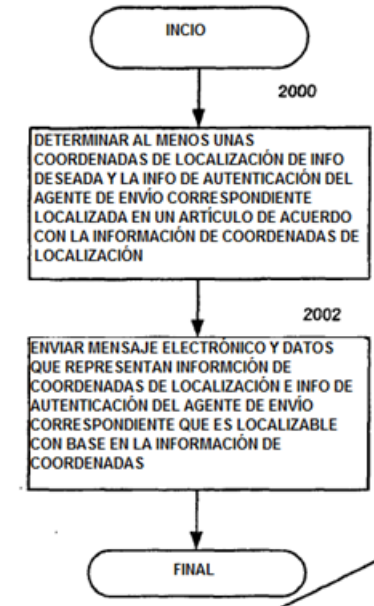 INCIO
2000
DETERMINAR AL MENOS UNAS
COORDENADAS DE LOCALIZACIÓN DE INFO
DESEADA Y LA INFO DE AUTENTICACIÓN DEL
AGENTE DE ENVÍO CORRESPONDIENTE
LOCALIZADA EN UN ARTÍCULO DE ACUERDO
CON LA INFORMACIÓN DE COORDENADAS DE
LOCALIZACIÓN
2002
ENVIAR MENSAJE ELECTRÓNICO Y DATOS
QUE REPRESENTAN INFORMCIÓN DE
COORDENADAS DE LOCALIZACIÓN E INFO DE
AUTENTICACIÓN DEL AGENTE DE ENVÍO
CORRESPONDIENTE QUE ES LOCALIZABLE
CON BASE EN LA INFORMACIÓN DE
COORDENADAS
FINAL